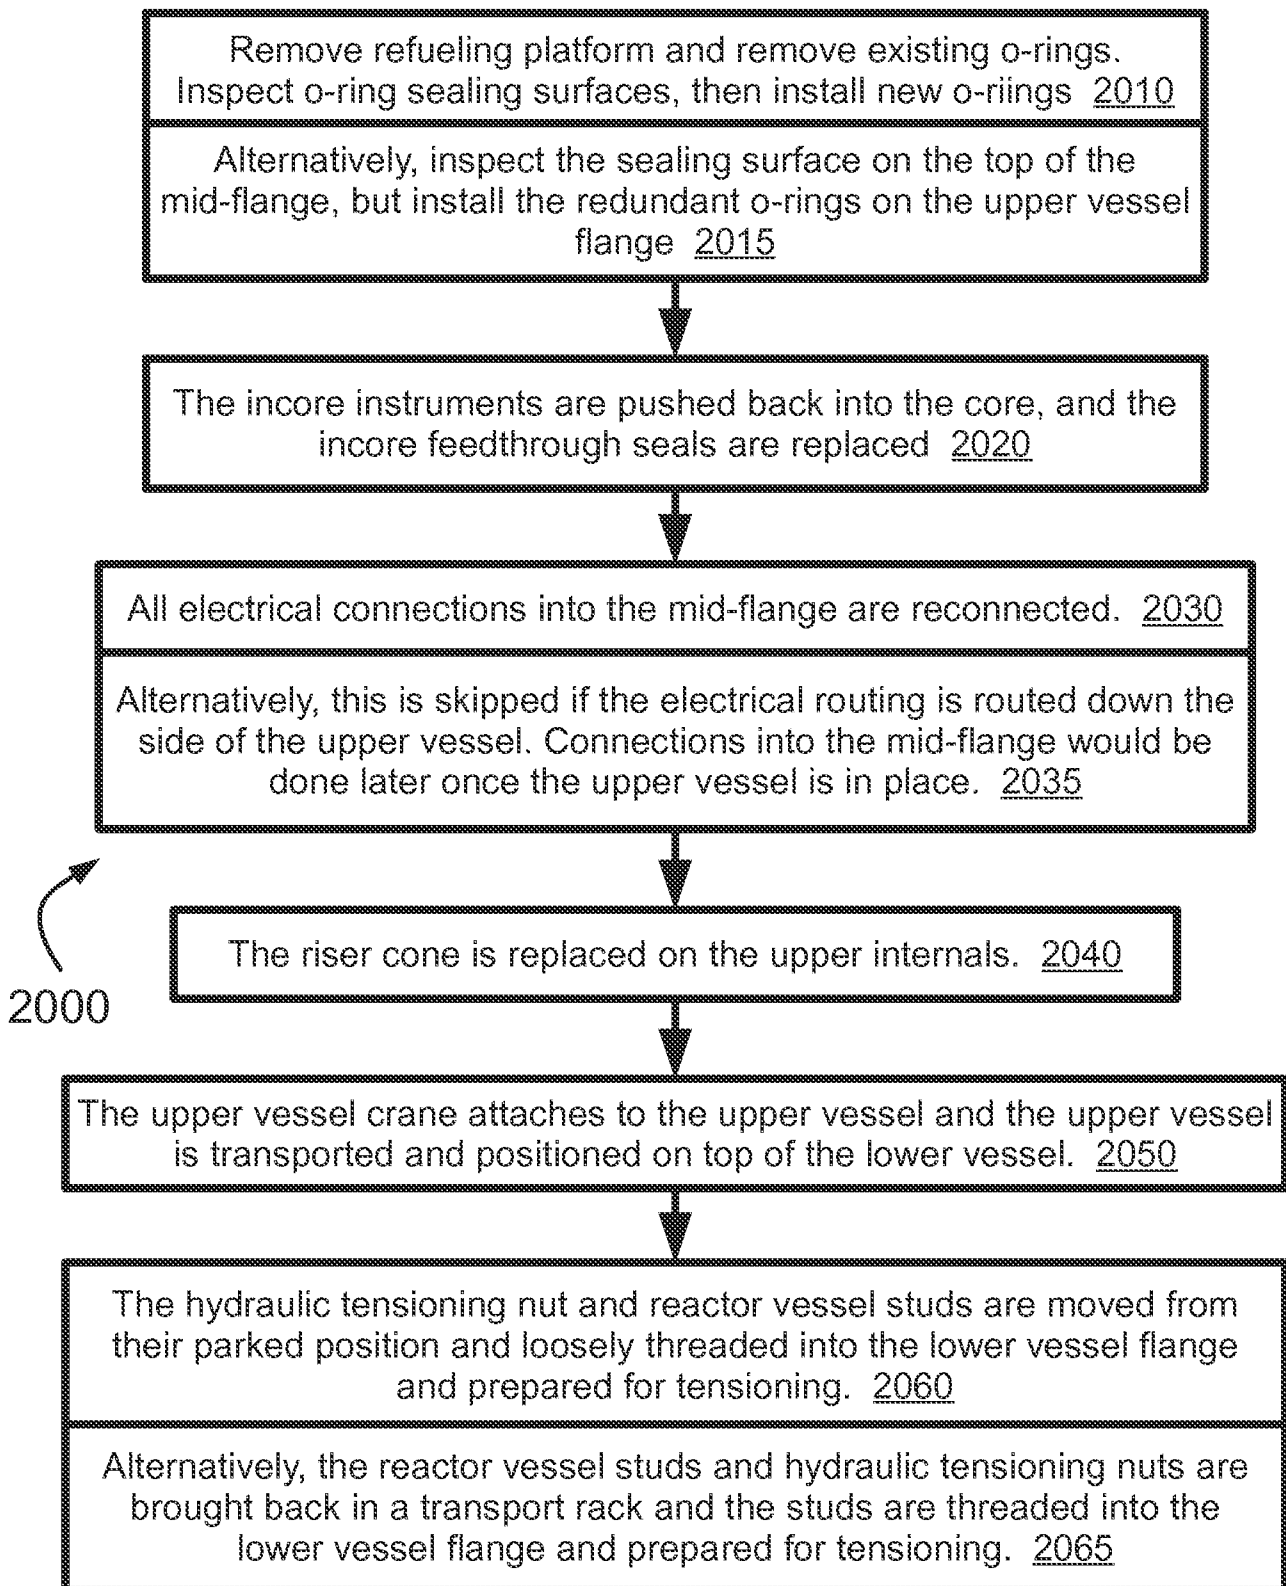 Remove refueling platform and remove existing o-rings.
Inspect o-ring sealing surfaces, then install new o-riings 2010
Alternatively, inspect the sealing surface on the top of the
mid-flange, but install the redundant o-rings on the upper vessel
flange 2015
The incore instruments are pushed back into the core, and the
incore feedthrough seals are replaced 2020
All electrical connections into the mid-flange are reconnected. 2030
Alternatively, this is skipped if the electrical routing is routed down the
side of the upper vessel. Connections into the mid-flange would be
done later once the upper vessel is in place. 2035
2000
The riser cone is replaced on the upper internals. 2040
The upper vessel crane attaches to the upper vessel and the upper vessel
is transported and positioned on top of the lower vessel. 2050
The hydraulic tensioning nut and reactor vessel studs are moved from
their parked position and loosely threaded into the lower vessel flange
and prepared for tensioning. 2060
Alternatively, the reactor vessel studs and hydraulic tensioning nuts are
brought back in a transport rack and the studs are threaded into the
lower vessel flange and prepared for tensioning. 2065